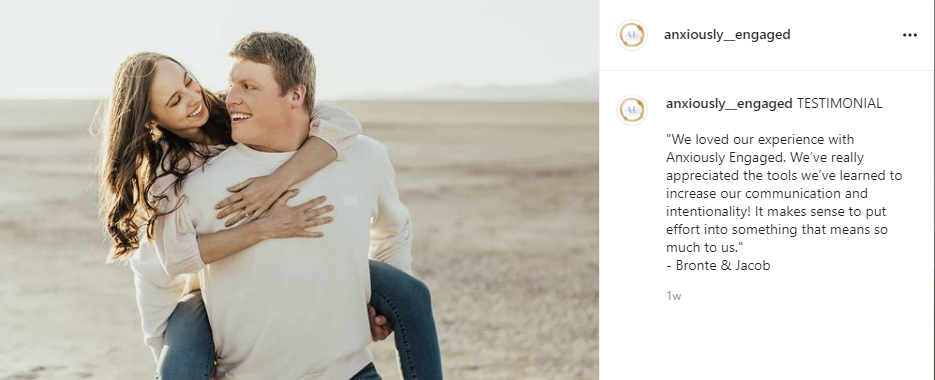 anxiously__engaged
anxiously__engaged TESTIMONIAL
"We loved our experience with
Anxiously Engaged. We've really
appreciated the tools we've learned to
increase our communication and
intentionality! It makes sense to put
effort into something that means so
much to us."
- Bronte & Jacob
1w